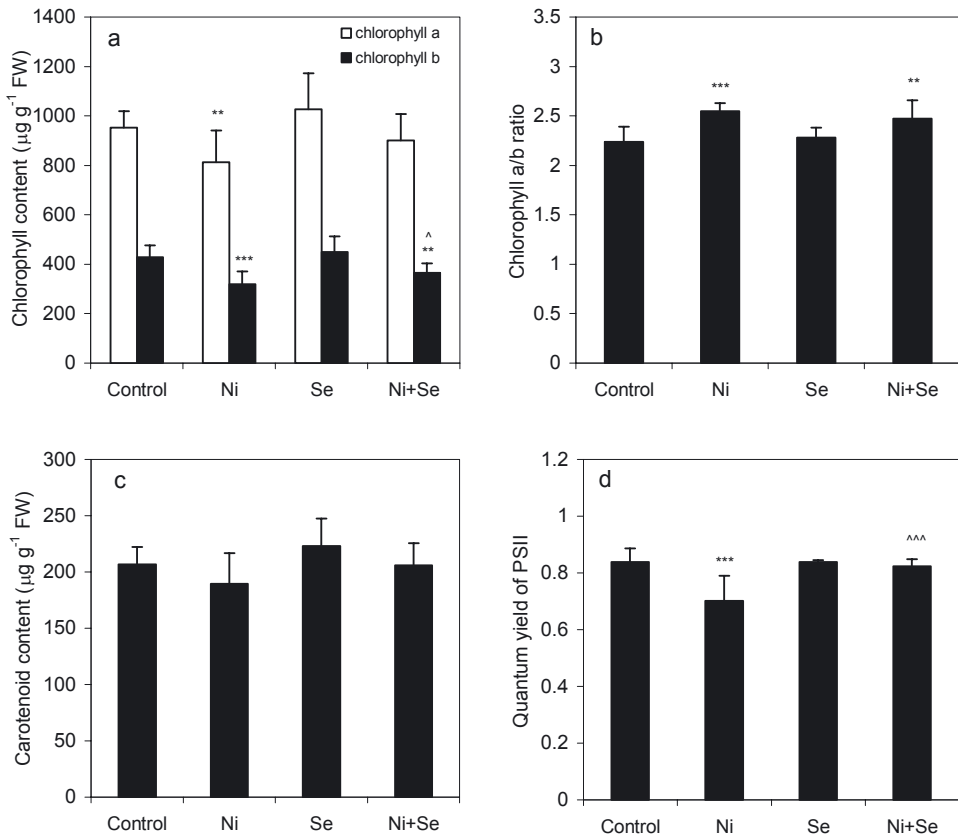 a
chlorophyll a
chlorophyll b
Chlorophyll content (µg g⁻¹ FW)
1400
1200
1000
800
600
400
200
0
**
***
^
**
Control Ni Se Ni+Se
b
Chlorophyll a/b ratio
3.5
3
2.5
2
1.5
1
0.5
0
***
**
Control Ni Se Ni+Se
c
Carotenoid content (µg g⁻¹ FW)
300
250
200
150
100
50
0
Control Ni Se Ni+Se
d
Quantum yield of PSII
1.2
1
0.8
0.6
0.4
0.2
0
***
^^^
Control Ni Se Ni+Se